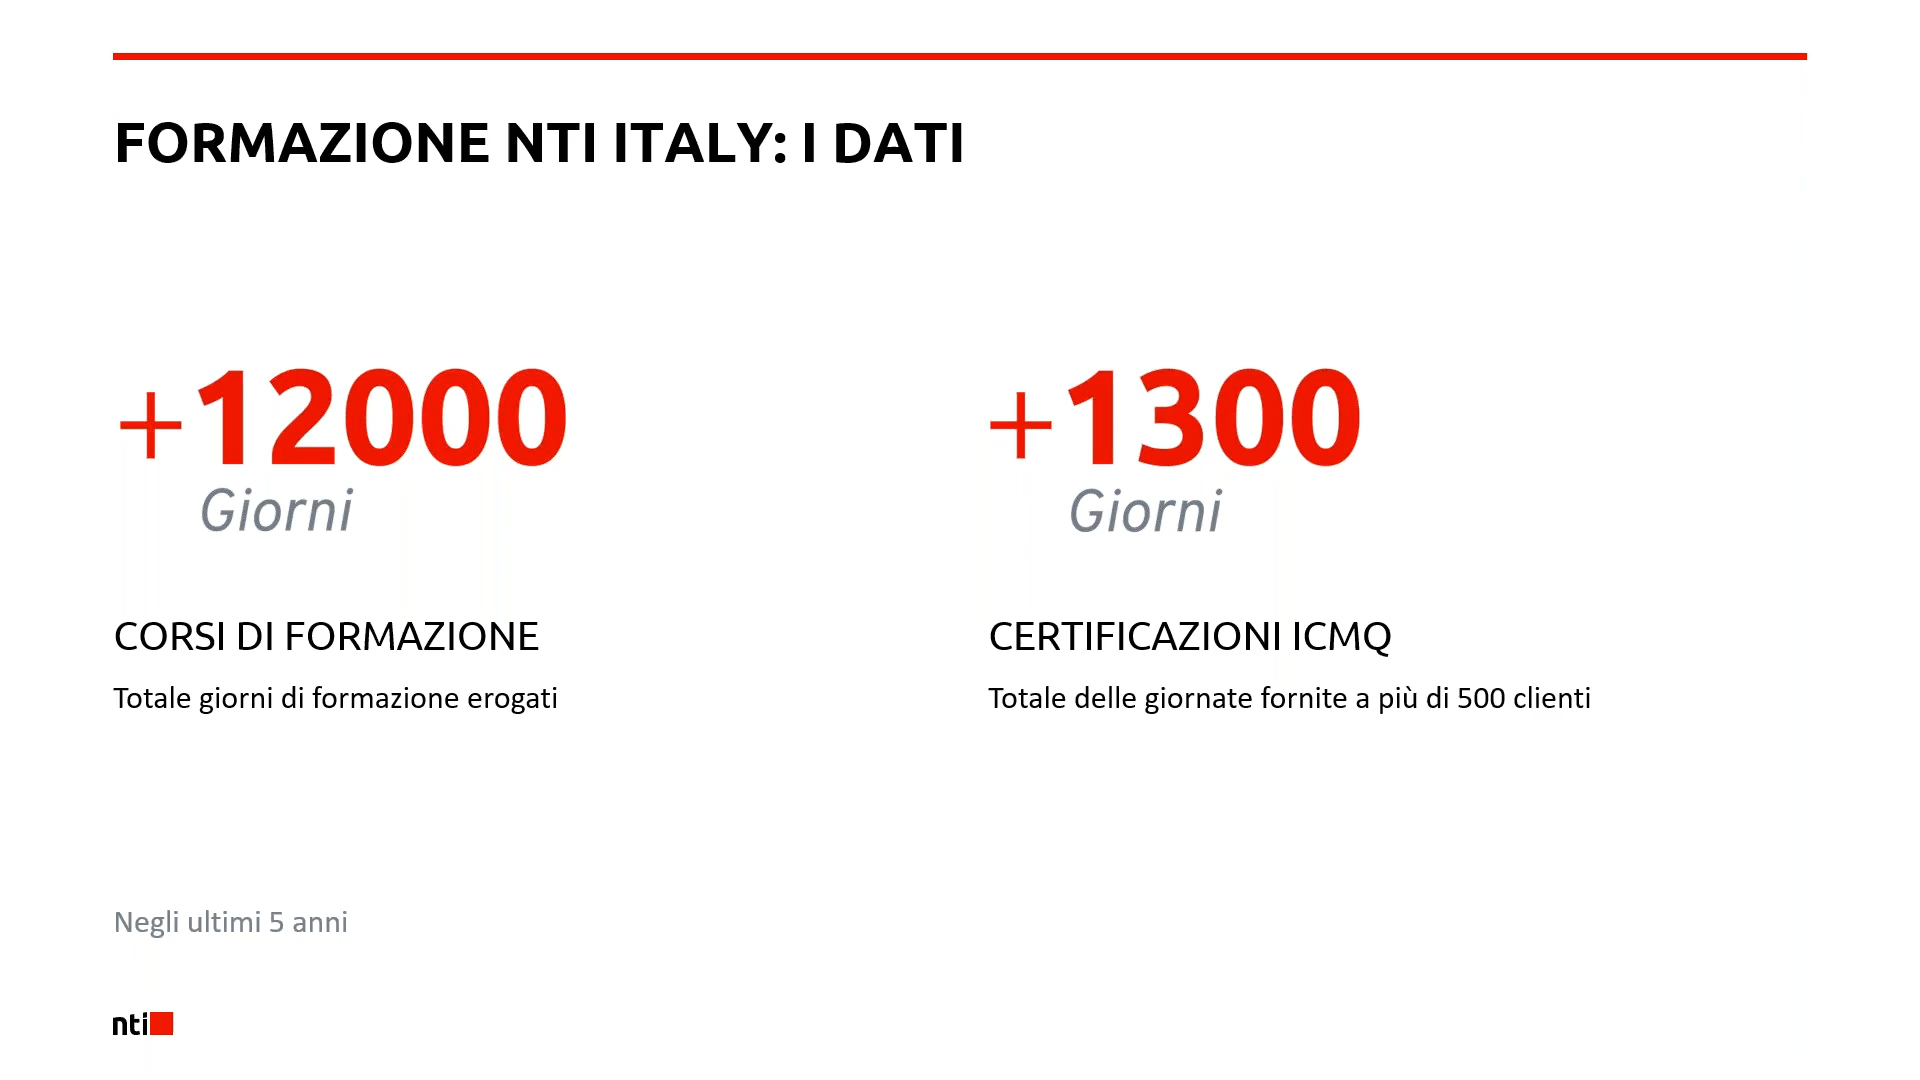 FORMAZIONE NTI ITALY: I DATI
+12000
Giorni
CORSI DI FORMAZIONE
Totale giorni di formazione erogati
+1300
Giorni
CERTIFICAZIONI ICMQ
Totale delle giornate fornite a più di 500 clienti
Negli ultimi 5 anni
nti